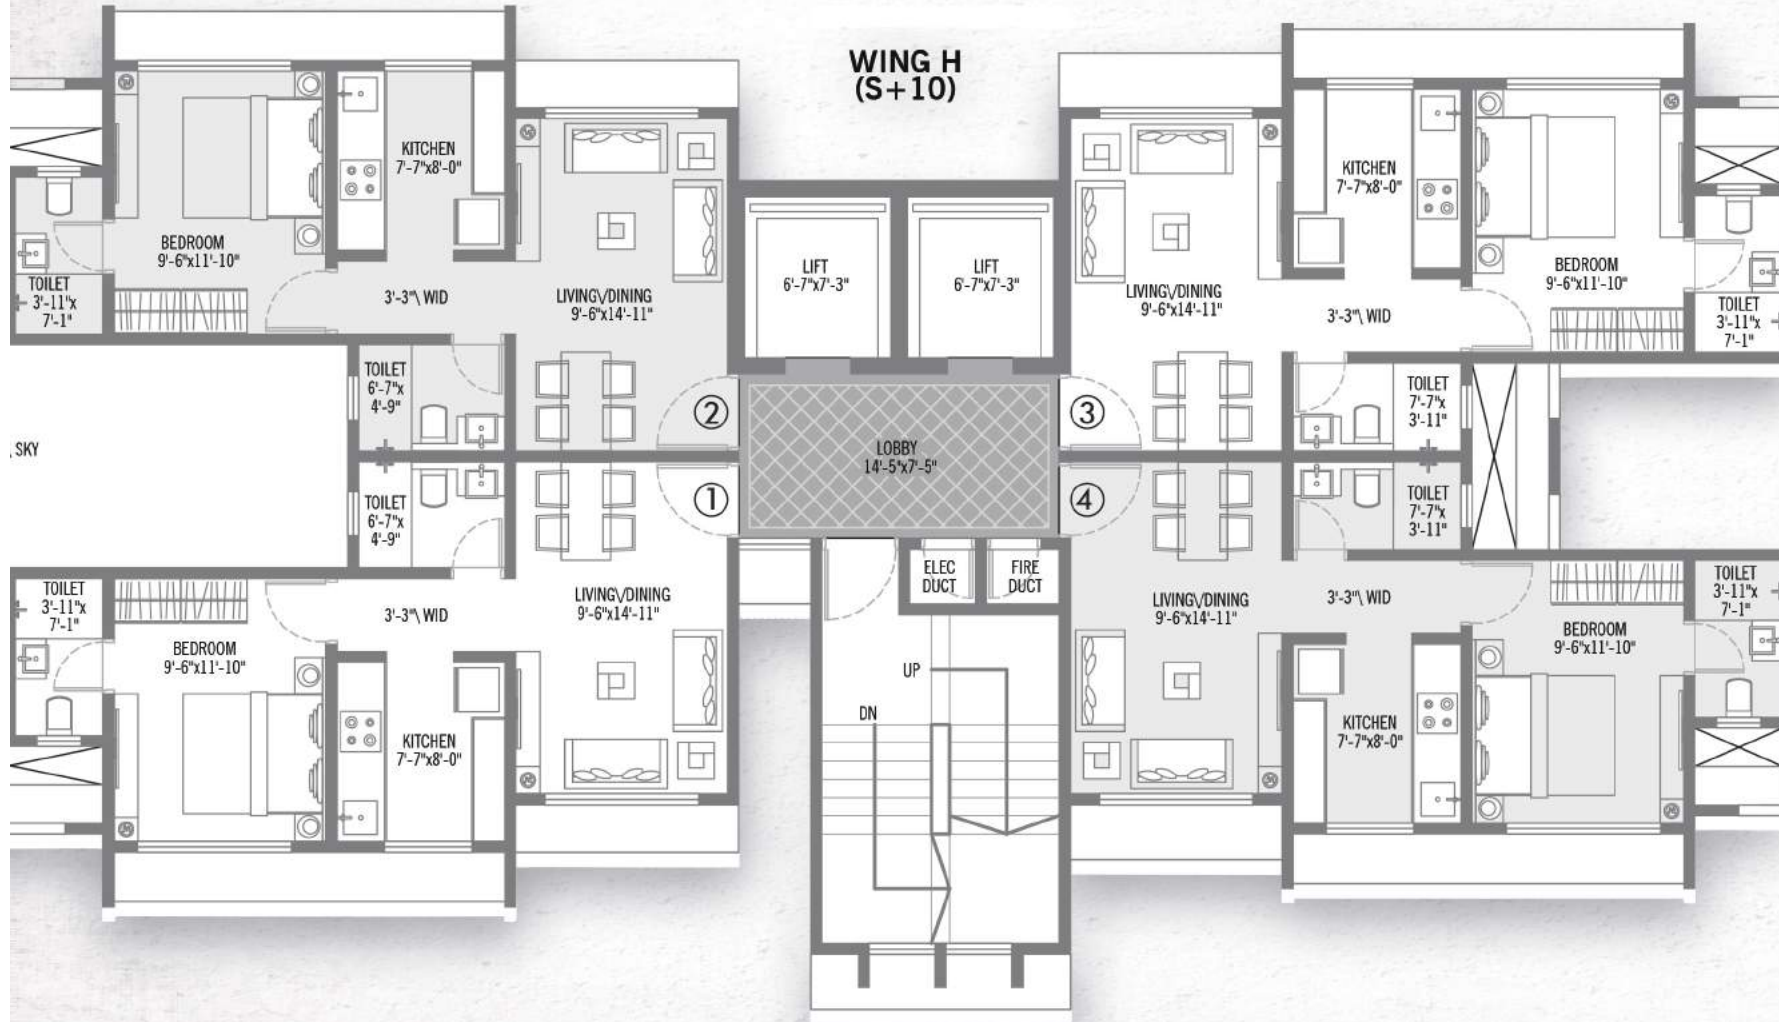 WING H
(S+10)
KITCHEN
7'-7"x8'-0"
BEDROOM
9'-6"x11'-10"
TOILET
3'-11"x
7'-1"
3'-3"\ WID
LIVING\/DINING
9'-6"x14'-11"
TOILET
6'-7"x
4'-9"
②
LIFT
6'-7"x7'-3"
LIFT
6'-7"x7'-3"
KITCHEN
7'-7"x8'-0"
BEDROOM
9'-6"x11'-10"
LIVING\/DINING
9'-6"x14'-11"
3'-3"\ WID
TOILET
3'-11"x
7'-1"
TOILET
7'-7"x
3'-11"
③
SKY
LOBBY
14'-5"x7'-5"
①
TOILET
6'-7"x
4'-9"
TOILET
3'-11"x
7'-1"
LIVING\/DINING
9'-6"x14'-11"
3'-3"\ WID
BEDROOM
9'-6"x11'-10"
KITCHEN
7'-7"x8'-0"
④
TOILET
7'-7"x
3'-11"
ELEC
DUCT
FIRE
DUCT
LIVING\/DINING
9'-6"x14'-11"
3'-3"\ WID
TOILET
3'-11"x
7'-1"
BEDROOM
9'-6"x11'-10"
KITCHEN
7'-7"x8'-0"
UP
DN